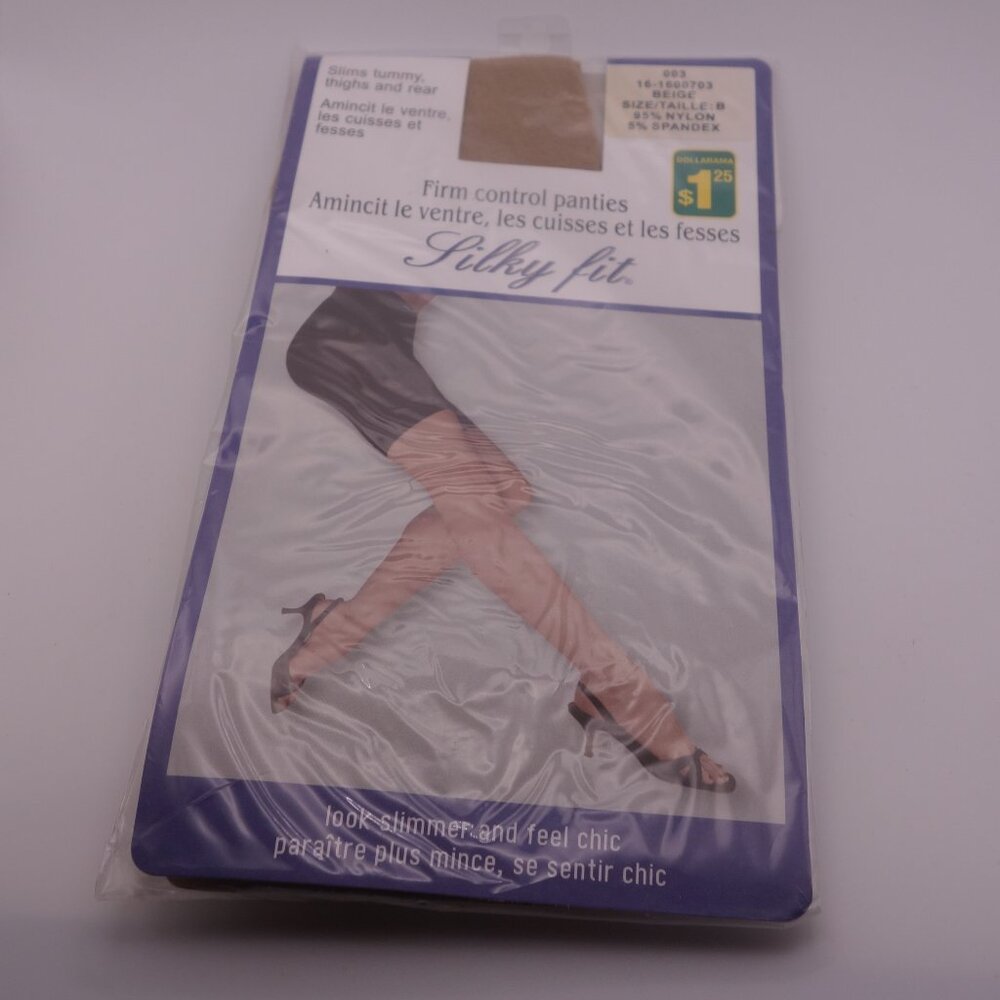 Slims tummy,
thighs and rear
Amincit le ventre,
les cuisses et
fesses
003
16-1600703
BEIGE
SIZE/TAILLE: B
95% NYLON
5% SPANDEX
DOLLARAMA
$1 25
Firm control panties
Amincit le ventre, les cuisses et les fesses
Silky fit
look slimmer and feel chic
paraître plus mince, se sentir chic